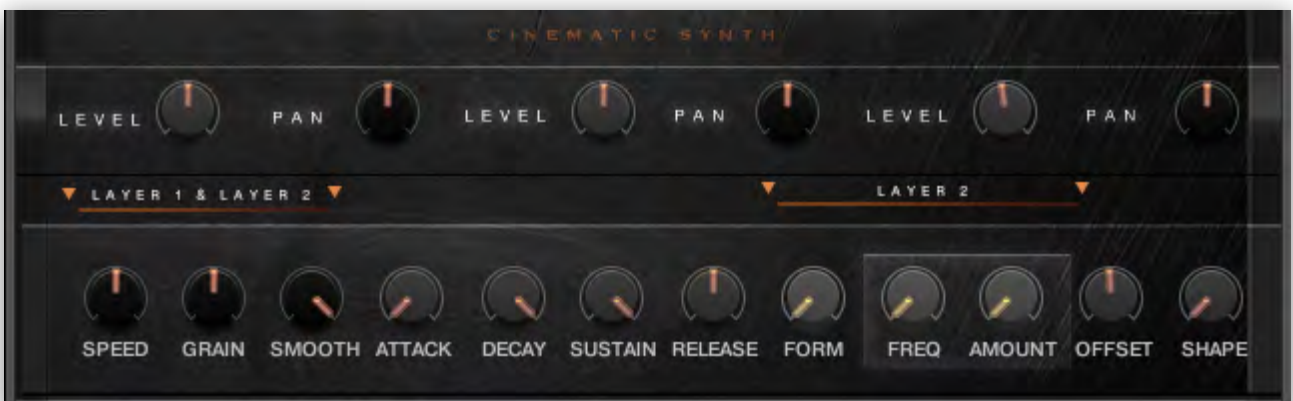 CINEMATIC SYNTH
LEVEL PAN LEVEL PAN LEVEL PAN
LAYER 1 & LAYER 2 LAYER 2
SPEED GRAIN SMOOTH ATTACK DECAY SUSTAIN RELEASE FORM FREQ AMOUNT OFFSET SHAPE